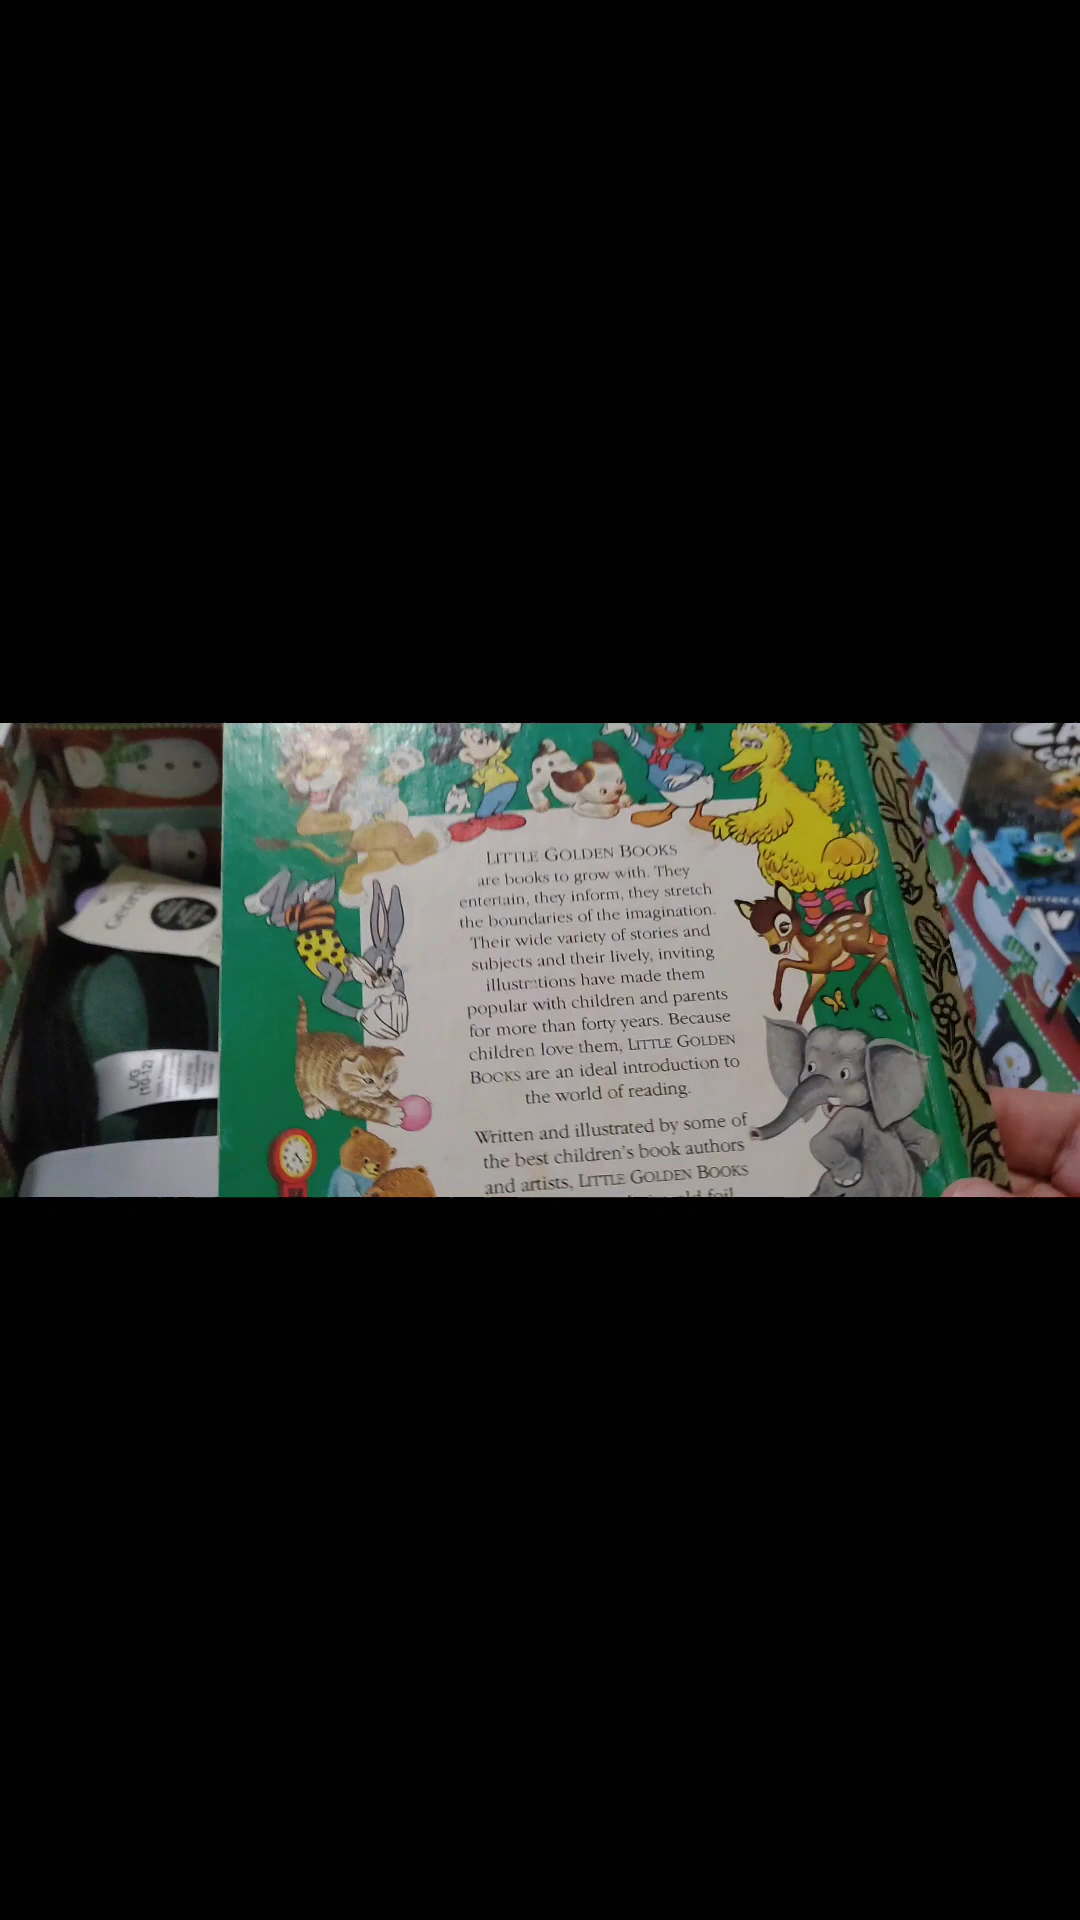 LITTLE GOLDEN BOOKS
are books to grow with. They
entertain, they inform, they stretch
the boundaries of the imagination.
Their wide variety of stories and
subjects and their lively, inviting
illustrations have made them
popular with children and parents
for more than forty years. Because
children love them, LITTLE GOLDEN
BOOKS are an ideal introduction to
the world of reading.
Written and illustrated by some of
the best children's book authors
and artists, LITTLE GOLDEN BOOKS
foil
L/G
(10-12)